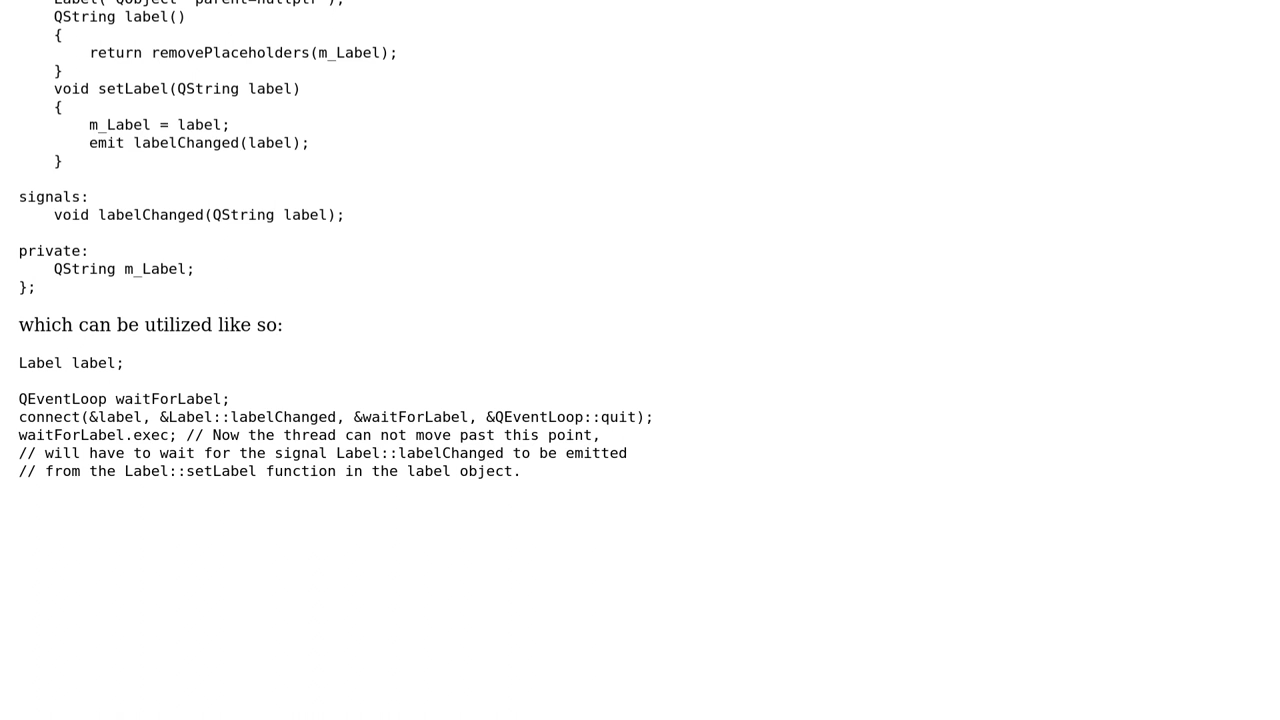 QString label()
{
return removePlaceholders(m_Label);
}
void setLabel(QString label)
{
m_Label = label;
emit labelChanged(label);
}
signals:
void labelChanged(QString label);
private:
QString m_Label;
};
which can be utilized like so:
Label label;
QEventLoop waitForLabel;
connect(&label, &Label::labelChanged, &waitForLabel, &QEventLoop::quit);
waitForLabel.exec; // Now the thread can not move past this point,
// will have to wait for the signal Label::labelChanged to be emitted
// from the Label::setLabel function in the label object.